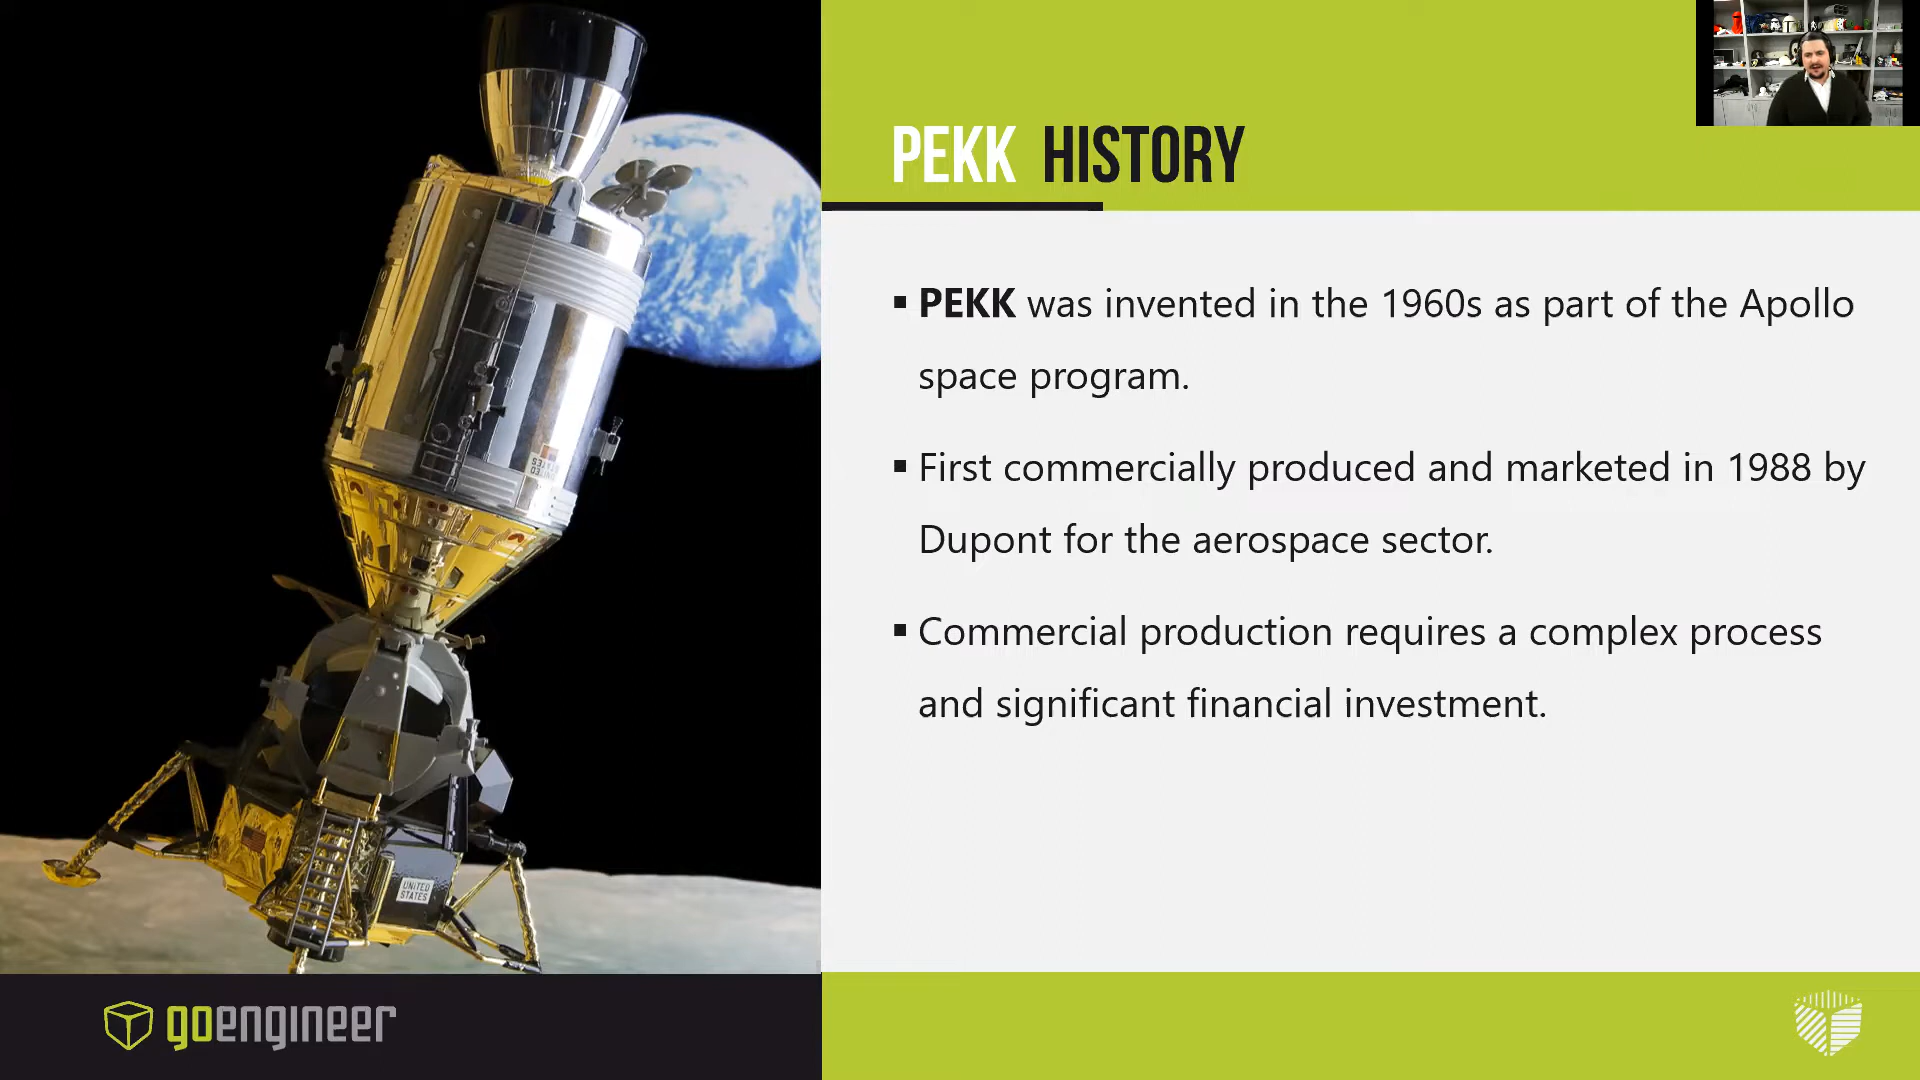 PEKK HISTORY
▪ PEKK was invented in the 1960s as part of the Apollo
space program.
▪ First commercially produced and marketed in 1988 by
Dupont for the aerospace sector.
▪ Commercial production requires a complex process
and significant financial investment.
UNITED
STATES
UNITED
STATES
goengineer